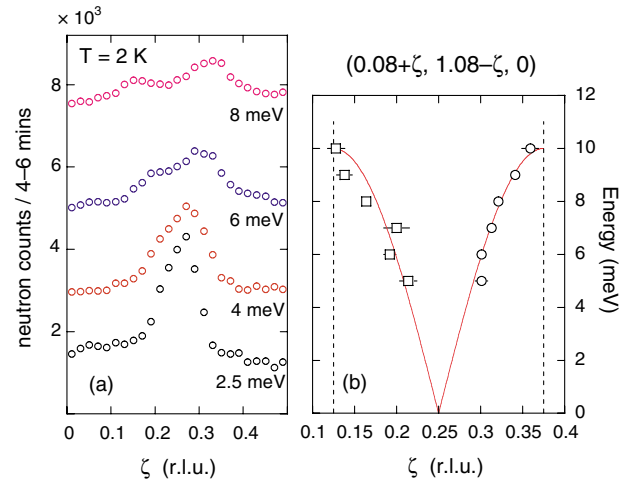 × 10³
T = 2 K
8
6
4
2
8 meV
6 meV
4 meV
2.5 meV
(a)
0 0.1 0.2 0.3 0.4
ζ (r.l.u.)
neutron counts / 4–6 mins
(0.08+ζ, 1.08−ζ, 0)
12
10
8
6
4
2
0
Energy (meV)
(b)
0.1 0.15 0.2 0.25 0.3 0.35 0.4
ζ (r.l.u.)